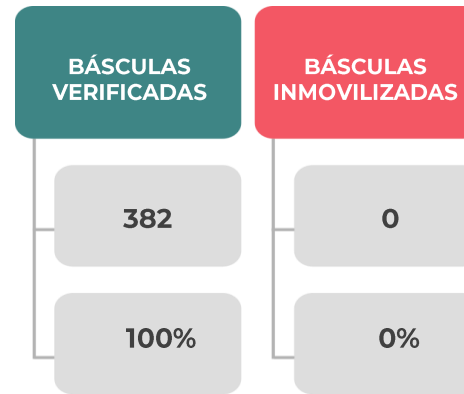 BÁSCULAS
VERIFICADAS
382
100%
BÁSCULAS
INMOVILIZADAS
0
0%